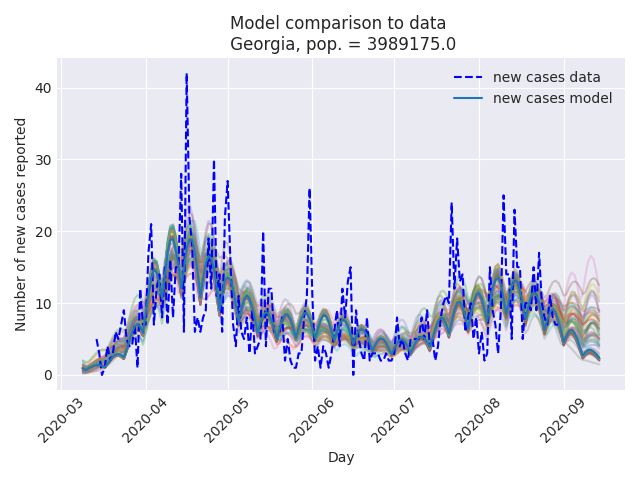 Model comparison to data
Georgia, pop. = 3989175.0
new cases data
new cases model
Number of new cases reported
40
30
20
10
0
2020-03
2020-04
2020-05
2020-06
2020-07
2020-08
2020-09
Day